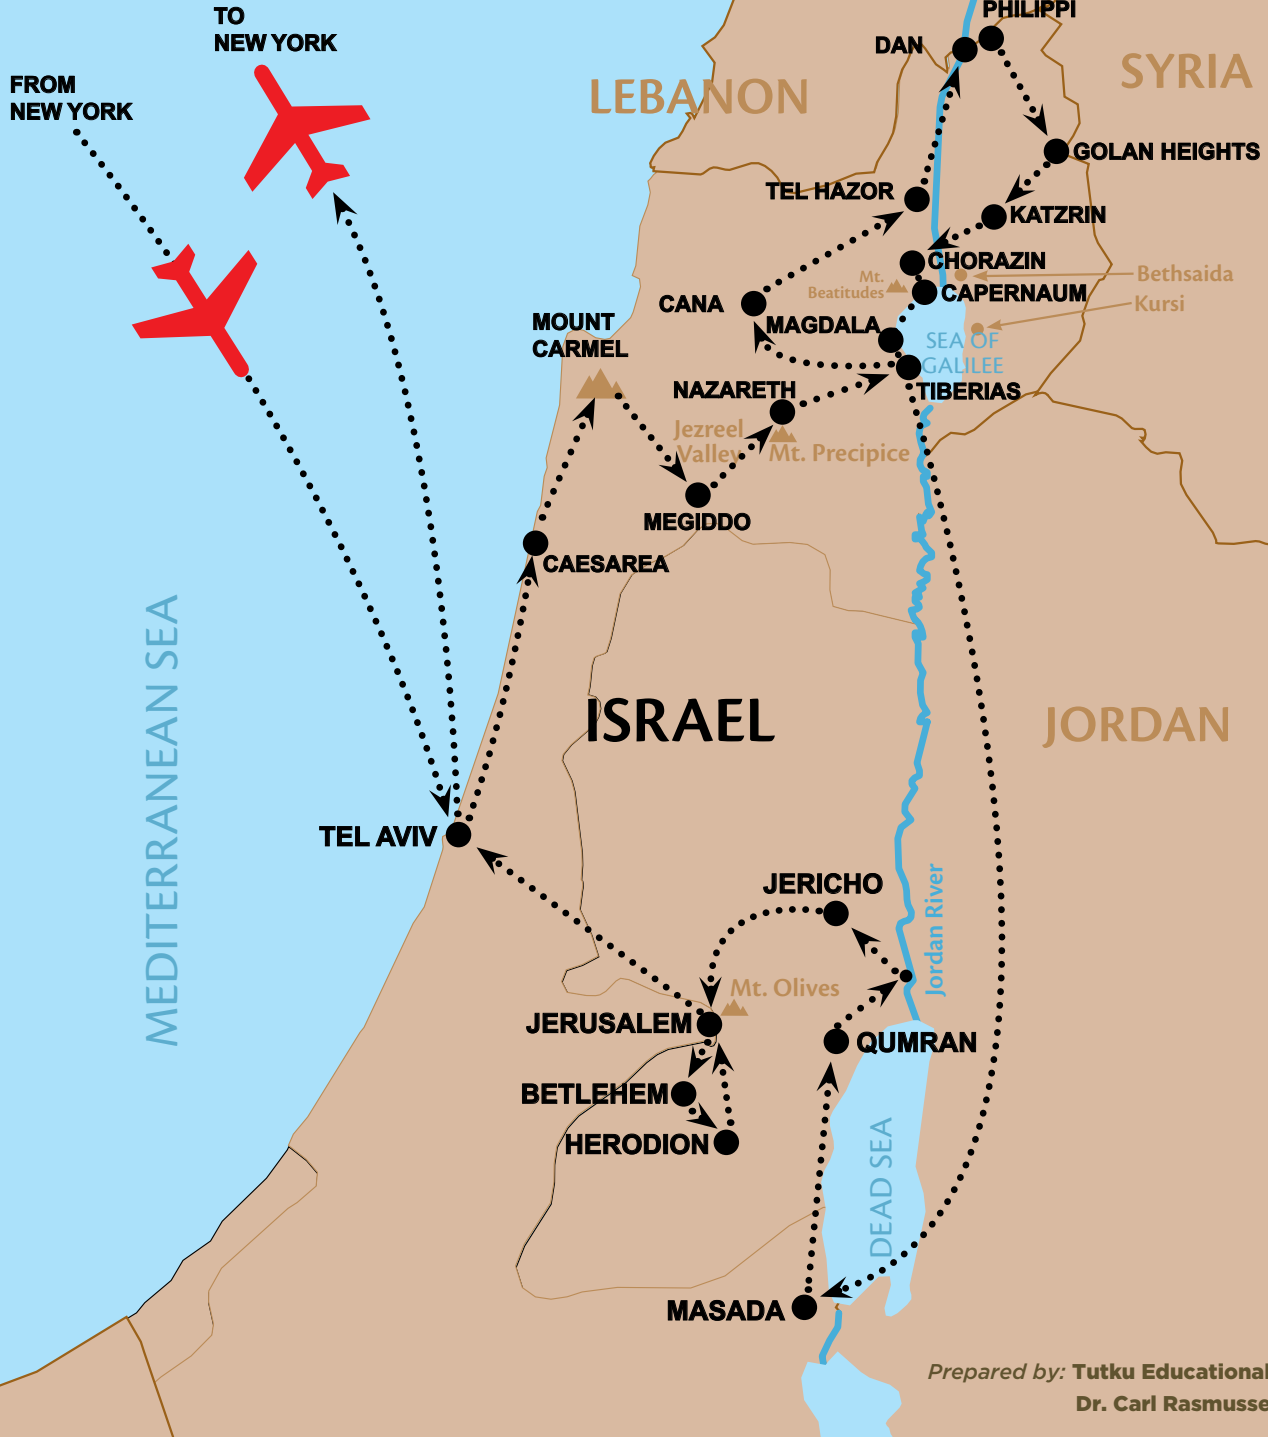 TO
NEW YORK
FROM
NEW YORK
PHILIPPI
DAN
SYRIA
LEBANON
GOLAN HEIGHTS
TEL HAZOR
KATZRIN
CHORAZIN
Bethsaida
Mt.
Beatitudes
CAPERNAUM
Kursi
CANA
MAGDALA
MOUNT
CARMEL
SEA OF
GALILEE
TIBERIAS
NAZARETH
Jezreel
Valley
Mt. Precipice
MEGIDDO
CAESAREA
MEDITERRANEAN SEA
ISRAEL
JORDAN
TEL AVIV
JERICHO
Jordan River
Mt. Olives
JERUSALEM
QUMRAN
BETLEHEM
HERODION
DEAD SEA
MASADA
Prepared by: Tutku Educational
Dr. Carl Rasmusse